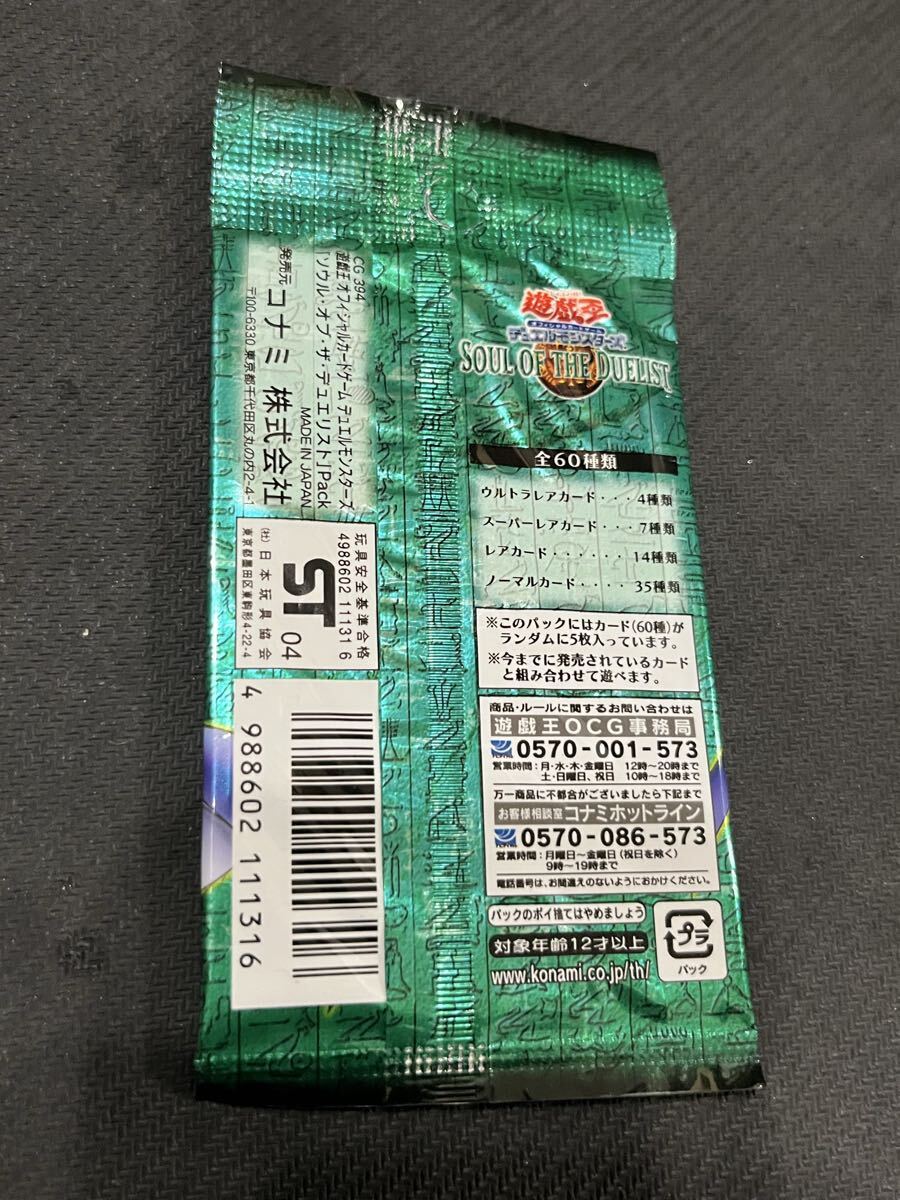 遊戯王
オフィシャルカードゲーム
デュエルモンスターズ
SOUL OF THE DUELIST
全60種類
ウルトラレアカード・・・4種類
スーパーレアカード・・・7種類
レアカード・・・・・・14種類
ノーマルカード・・・・35種類
※このパックにはカード(60種)が
ランダムに5枚入っています。
※今までに発売されているカード
と組み合わせて遊べます。
商品・ルールに関するお問い合わせは
遊戯王OCG事務局
0570-001-573
営業時間:月・水・木・金曜日 12時〜20時まで
土・日曜日、祝日 10時〜18時まで
万一商品に不都合がございましたら下記まで
お客様相談室 コナミホットライン
0570-086-573
営業時間:月曜日〜金曜日(祝日を除く)
9時〜19時まで
電話番号は、お間違えのないようにおかけください。
パックのポイ捨てはやめましょう
対象年齢12才以上
www.konami.co.jp/th/
プラ
パック
CG 394
遊戯王 オフィシャルカードゲーム デュエルモンスターズ
「ソウル・オブ・ザ・デュエリスト」Pack
MADE IN JAPAN
発売元 コナミ 株式会社
〒100-6330 東京都千代田区丸の内2-4-1
玩具安全基準合格
4988602 11131 6
ST 04
(社)日本玩具協会
東京都墨田区東駒形4-22-4
4 988602 111316